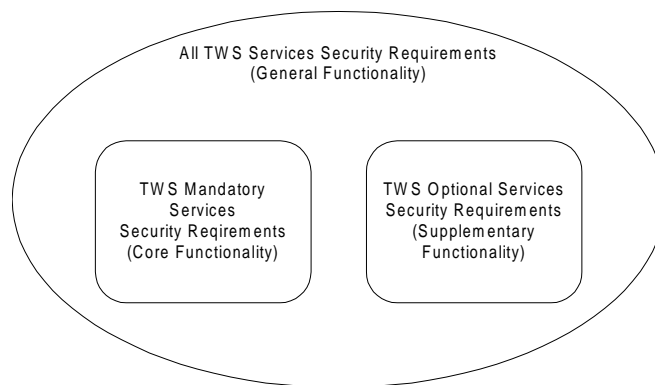 All TWS Services Security Requirements
(General Functionality)
TWS Mandatory
Services
Security Reqirements
(Core Functionality)
TWS Optional Services
Security Requirements
(Supplementary
Functionality)